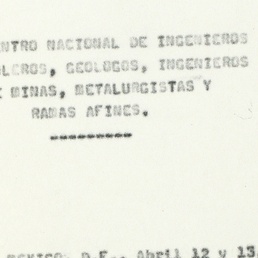 NTRO NACIONAL DE INGENIEROS
LEROS, GEOLOGOS, INGENIEROS
MINAS, METALURGISTAS Y
RAMAS AFINES.
MEXICO, D.F., Abril 12 y 13